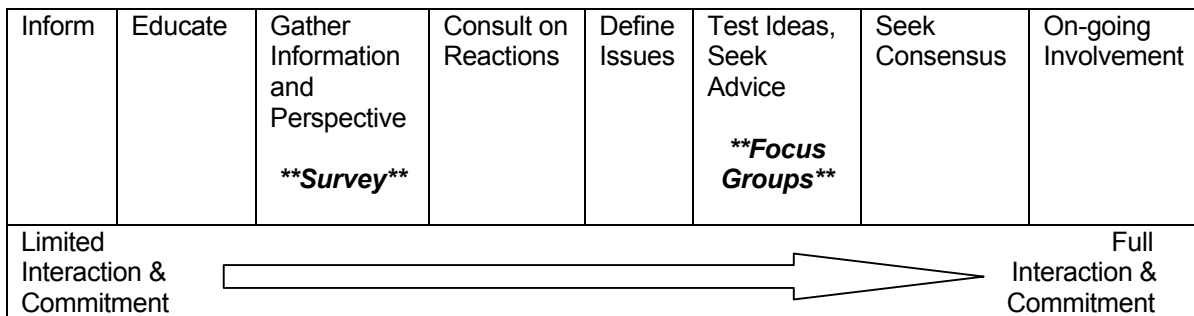 Inform
Educate
Gather
Information
and
Perspective
**Survey**
Consult on
Reactions
Define
Issues
Test Ideas,
Seek
Advice
**Focus
Groups**
Seek
Consensus
On-going
Involvement
Limited
Interaction &
Commitment
Full
Interaction &
Commitment